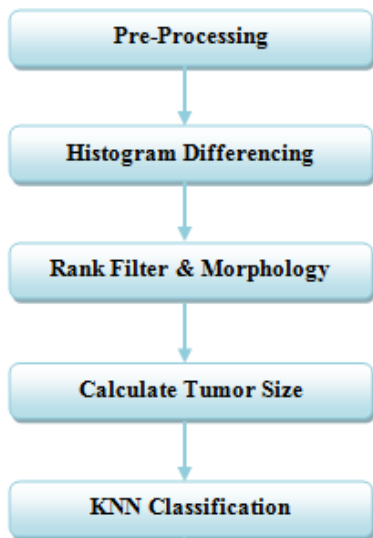 Pre-Processing
Histogram Differencing
Rank Filter & Morphology
Calculate Tumor Size
KNN Classification